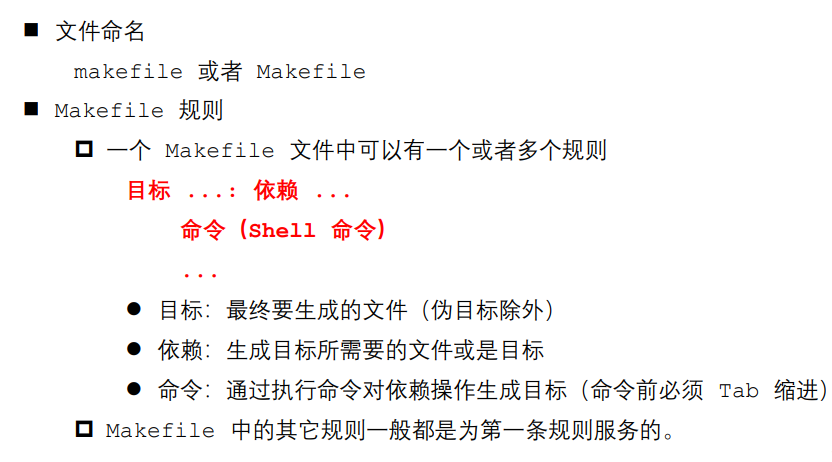 文件命名
makefile 或者 Makefile
Makefile 规则
一个 Makefile 文件中可以有一个或者多个规则
目标 ...: 依赖 ...
命令（Shell 命令）
...
目标：最终要生成的文件（伪目标除外）
依赖：生成目标所需要的文件或是目标
命令：通过执行命令对依赖操作生成目标（命令前必须 Tab 缩进）
Makefile 中的其它规则一般都是为第一条规则服务的。